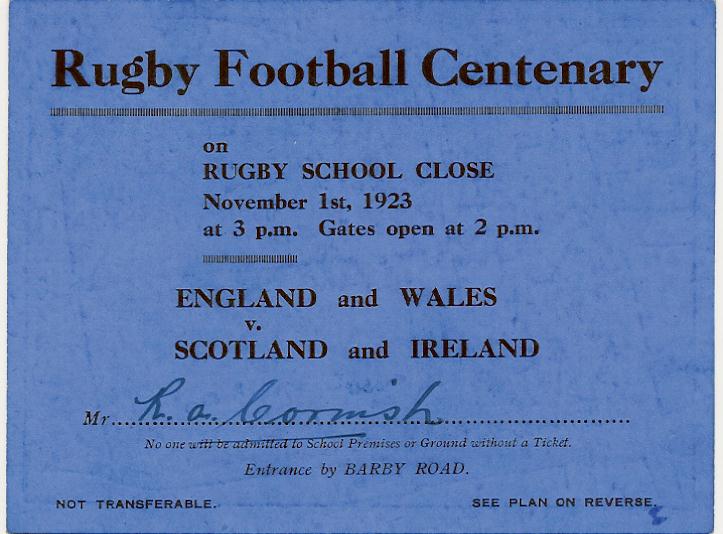 Rugby Football Centenary
on
RUGBY SCHOOL CLOSE
November 1st, 1923
at 3 p.m. Gates open at 2 p.m.
ENGLAND and WALES
v.
SCOTLAND and IRELAND
Mr. R. A. Cornish
No one will be admitted to School Premises or Ground without a Ticket.
Entrance by BARBY ROAD.
NOT TRANSFERABLE. SEE PLAN ON REVERSE.